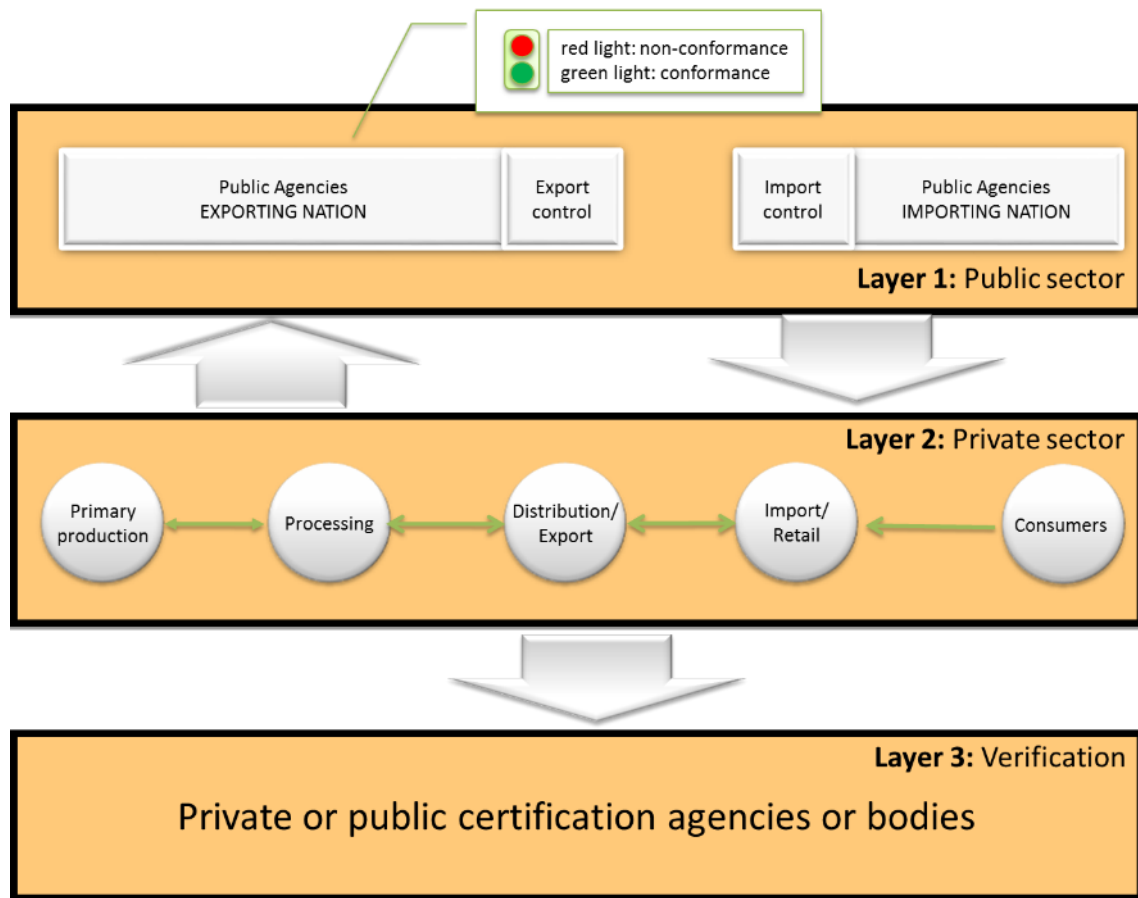 red light: non-conformance
green light: conformance
Public Agencies
EXPORTING NATION
Export
control
Import
control
Public Agencies
IMPORTING NATION
Layer 1: Public sector
Layer 2: Private sector
Primary
production
Processing
Distribution/
Export
Import/
Retail
Consumers
Layer 3: Verification
Private or public certification agencies or bodies